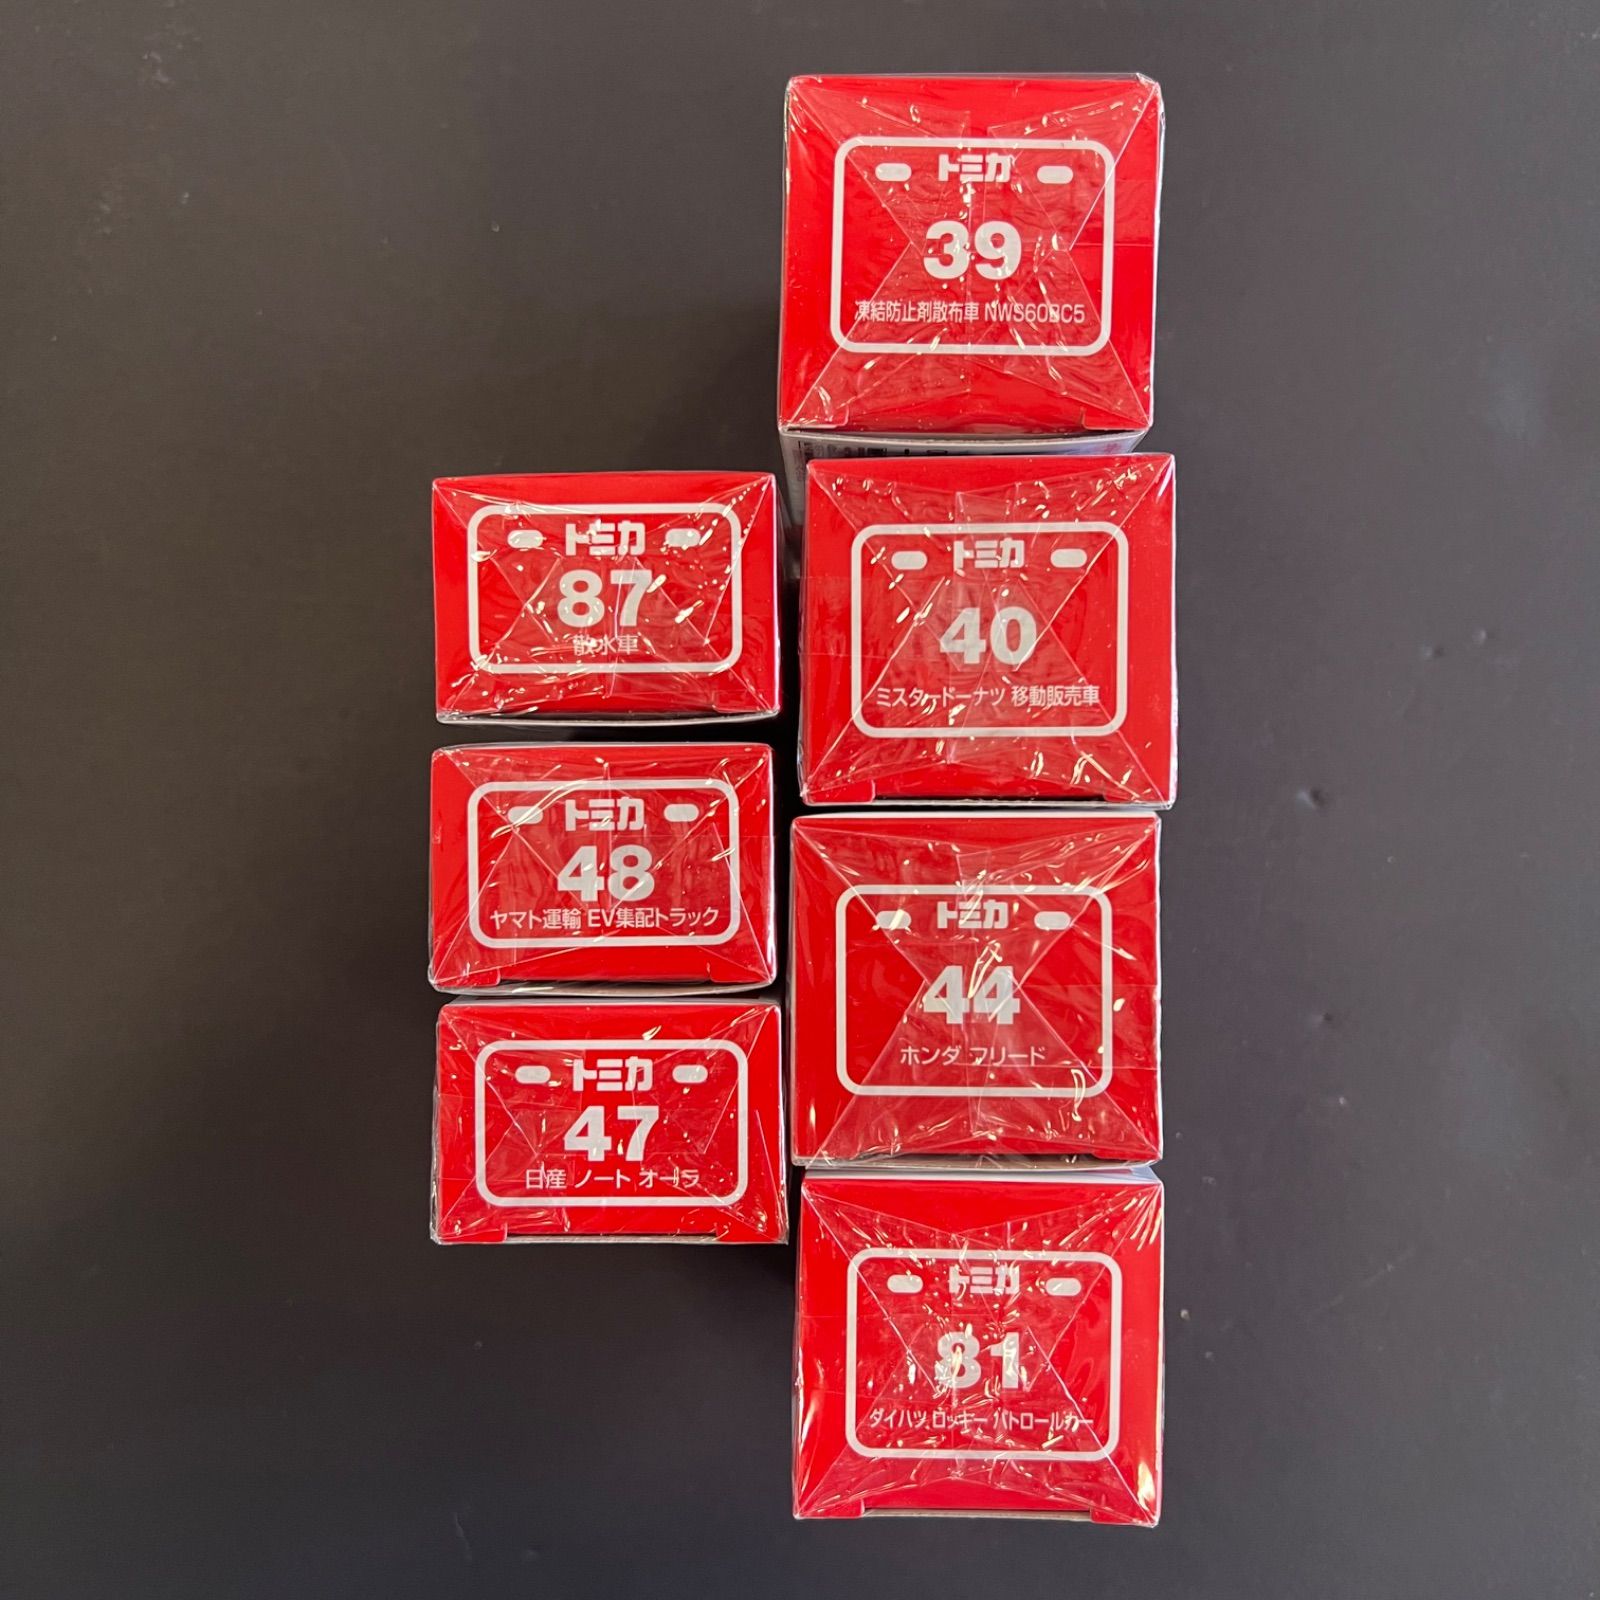 トミカ
87
散水車
トミカ
48
ヤマト運輸 EV集配トラック
トミカ
47
日産 ノート オーラ
トミカ
39
凍結防止剤散布車 NWS60BC5
トミカ
40
ミスタードーナツ 移動販売車
トミカ
44
ホンダ フリード
トミカ
81
ダイハツ ロッキー パトロールカー